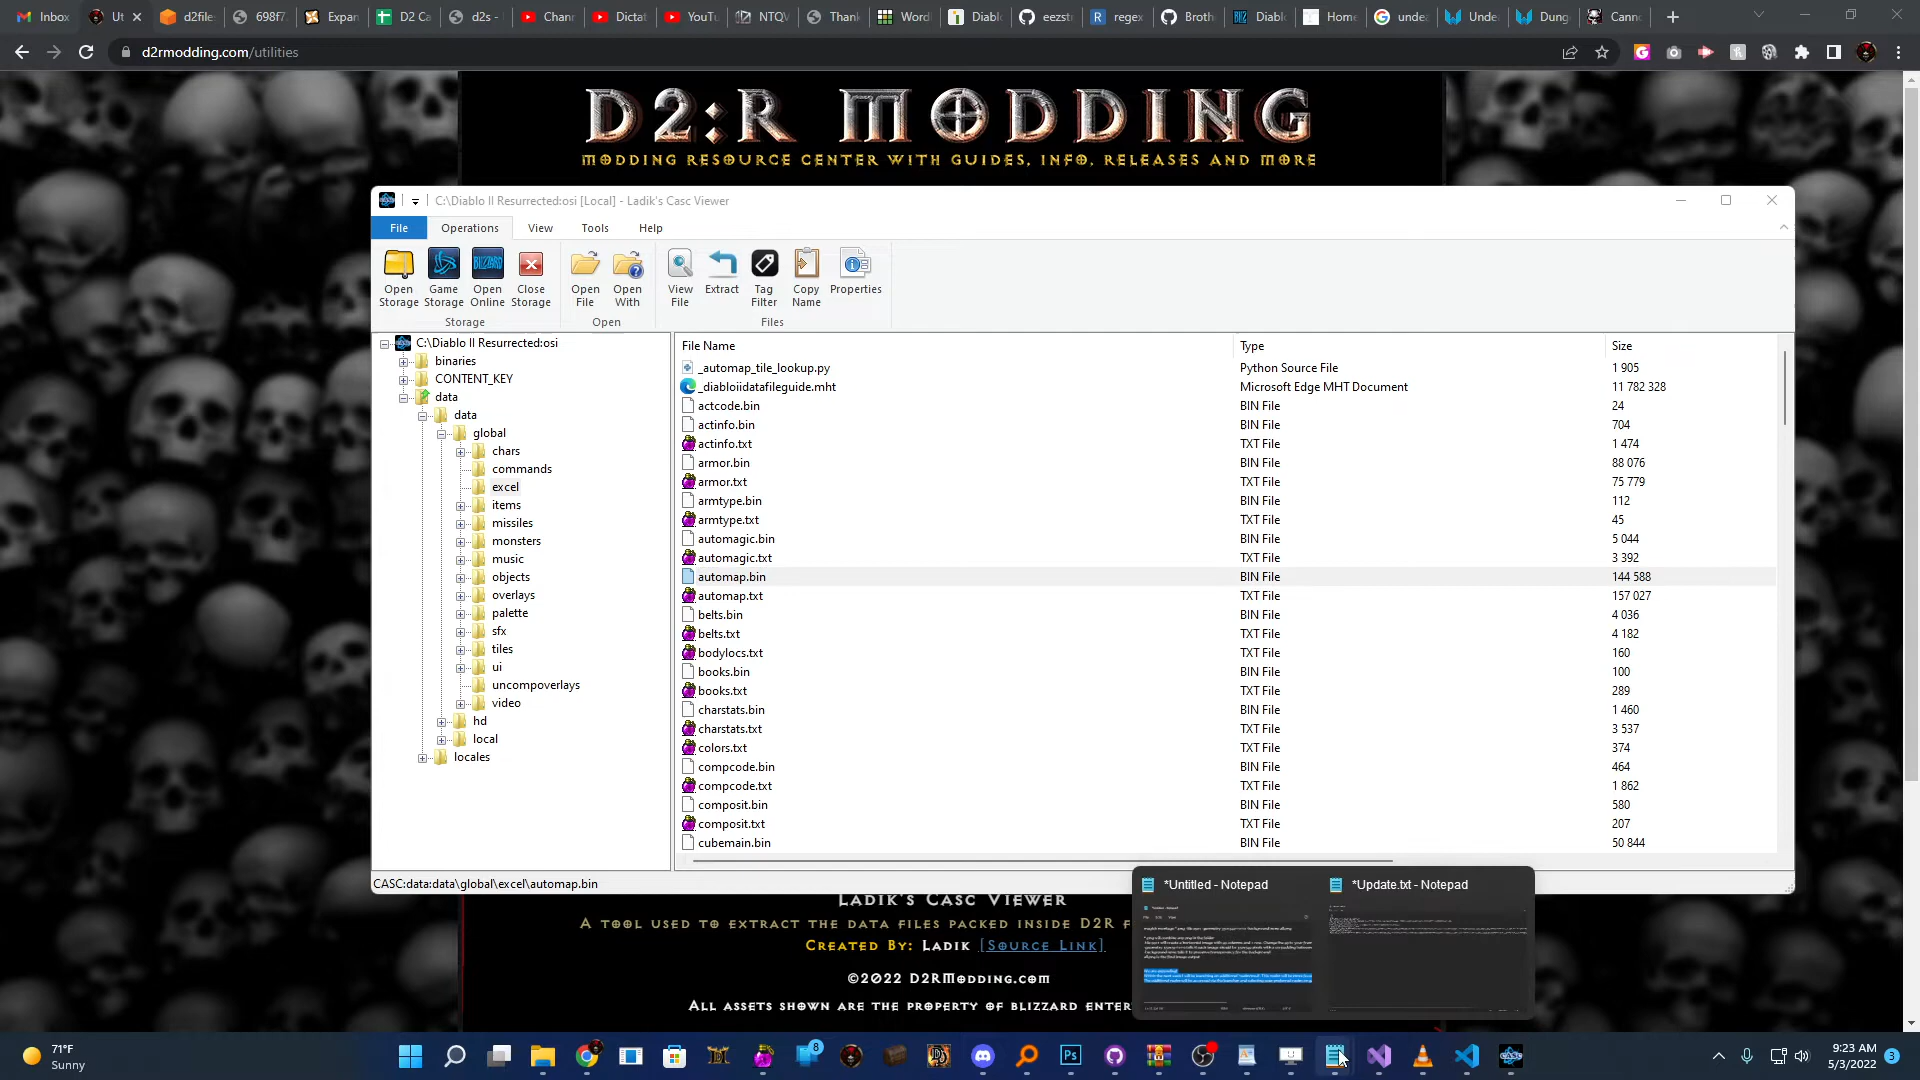 Inbox
Ut
d2files
698f7
Expan
D2 Ca
d2s -
Chann
Dictat
YouTu
NTQV
Thank
Word
Diablo
eezst
regex
Broth
Diablo
Home
under
Unde
Dung
Canno
d2rmodding.com/utilities
D2:R MODDING
MODDING RESOURCE CENTER WITH GUIDES, INFO, RELEASES AND MORE
C:\Diablo II Resurrected:osi [Local] - Ladik's Casc Viewer
File
Operations
View
Tools
Help
Open Storage
Game Storage
Open Online
Close Storage
Open File
Open With
View File
Extract
Tag Filter
Copy Name
Properties
Storage
Open
Files
C:\Diablo II Resurrected:osi
binaries
CONTENT_KEY
data
data
global
chars
commands
excel
items
missiles
monsters
music
objects
overlays
palette
sfx
tiles
ui
uncompoverlays
video
hd
local
locales
File Name Type Size
_automap_tile_lookup.py Python Source File 1 905
_diabloiidatafileguide.mht Microsoft Edge MHT Document 11 782 328
actcode.bin BIN File 24
actinfo.bin BIN File 704
actinfo.txt TXT File 1 474
armor.bin BIN File 88 076
armor.txt TXT File 75 779
armtype.bin BIN File 112
armtype.txt TXT File 45
automagic.bin BIN File 5 044
automagic.txt TXT File 3 392
automap.bin BIN File 144 588
automap.txt TXT File 157 027
belts.bin BIN File 4 036
belts.txt TXT File 4 182
bodylocs.txt TXT File 160
books.bin BIN File 100
books.txt TXT File 289
charstats.bin BIN File 1 460
charstats.txt TXT File 3 537
colors.txt TXT File 374
compcode.bin BIN File 464
compcode.txt TXT File 1 862
composit.bin BIN File 580
composit.txt TXT File 207
cubemain.bin BIN File 50 844
CASC:data:data\global\excel\automap.bin
*Untitled - Notepad
*Update.txt - Notepad
LADIK'S CASC VIEWER
A TOOL USED TO EXTRACT THE DATA FILES PACKED INSIDE D2R F
CREATED BY: LADIK [SOURCE LINK]
©2022 D2RMODDING.COM
ALL ASSETS SHOWN ARE THE PROPERTY OF BLIZZARD ENTER
71°F
Sunny
8
Ps
9:23 AM
5/3/2022
3